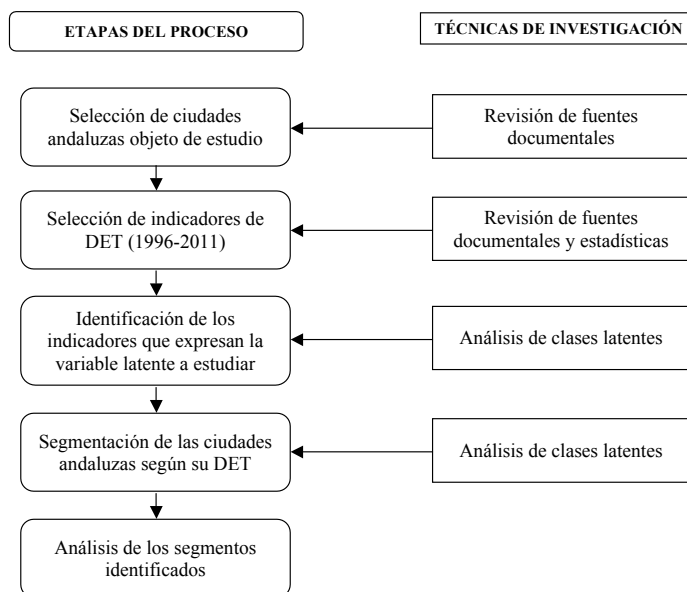 ETAPAS DEL PROCESO
TÉCNICAS DE INVESTIGACIÓN
Selección de ciudades
andaluzas objeto de estudio
Revisión de fuentes
documentales
Selección de indicadores de
DET (1996-2011)
Revisión de fuentes
documentales y estadísticas
Identificación de los
indicadores que expresan la
variable latente a estudiar
Análisis de clases latentes
Segmentación de las ciudades
andaluzas según su DET
Análisis de clases latentes
Análisis de los segmentos
identificados